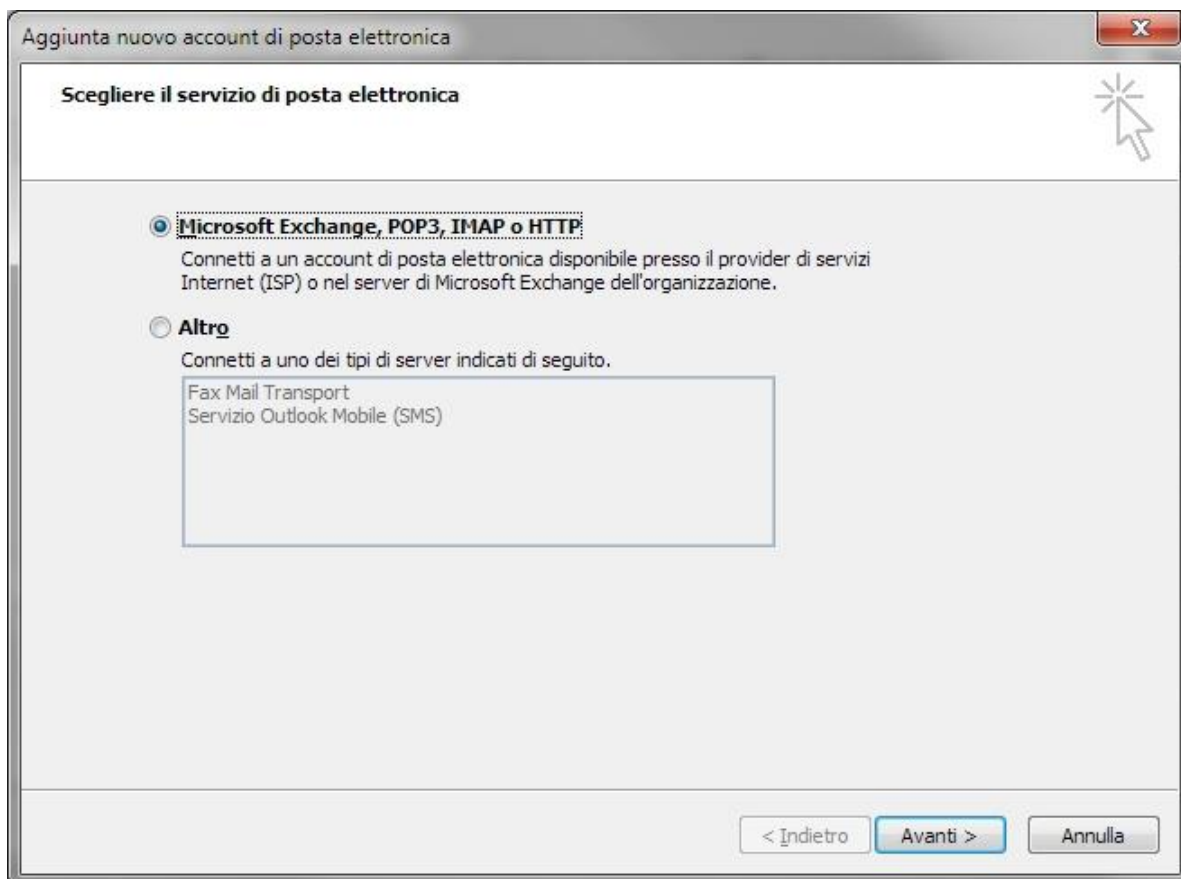 Aggiunta nuovo account di posta elettronica
Scegliere il servizio di posta elettronica
Microsoft Exchange, POP3, IMAP o HTTP
Connetti a un account di posta elettronica disponibile presso il provider di servizi
Internet (ISP) o nel server di Microsoft Exchange dell'organizzazione.
Altro
Connetti a uno dei tipi di server indicati di seguito.
Fax Mail Transport
Servizio Outlook Mobile (SMS)
< Indietro
Avanti >
Annulla